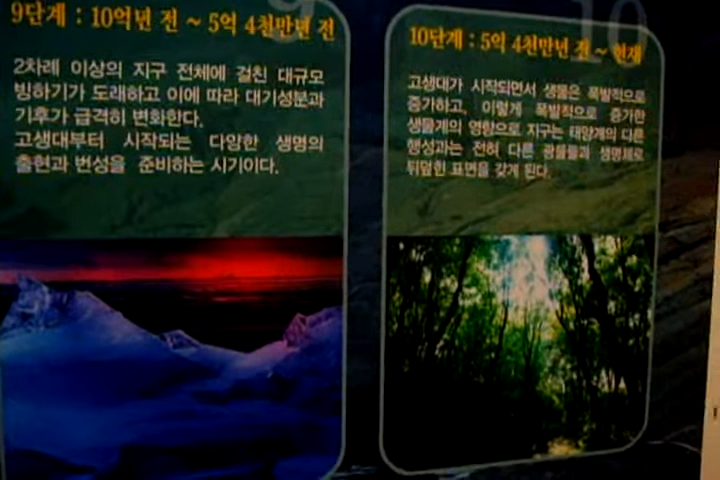 9단계 : 10억년 전 ~ 5억 4천만년 전
2차례 이상의 지구 전체에 걸친 대규모
빙하기가 도래하고 이에 따라 대기성분과
기후가 급격히 변화한다.
고생대부터 시작되는 다양한 생명의
출현과 번성을 준비하는 시기이다.
10
10단계 : 5억 4천만년 전 ~ 현재
고생대가 시작되면서 생물은 폭발적으로
증가하고, 이렇게 폭발적으로 증가한
생물계의 영향으로 지구는 태양계의 다른
행성과는 전혀 다른 광물들과 생명체로
뒤덮힌 표면을 갖게 된다.